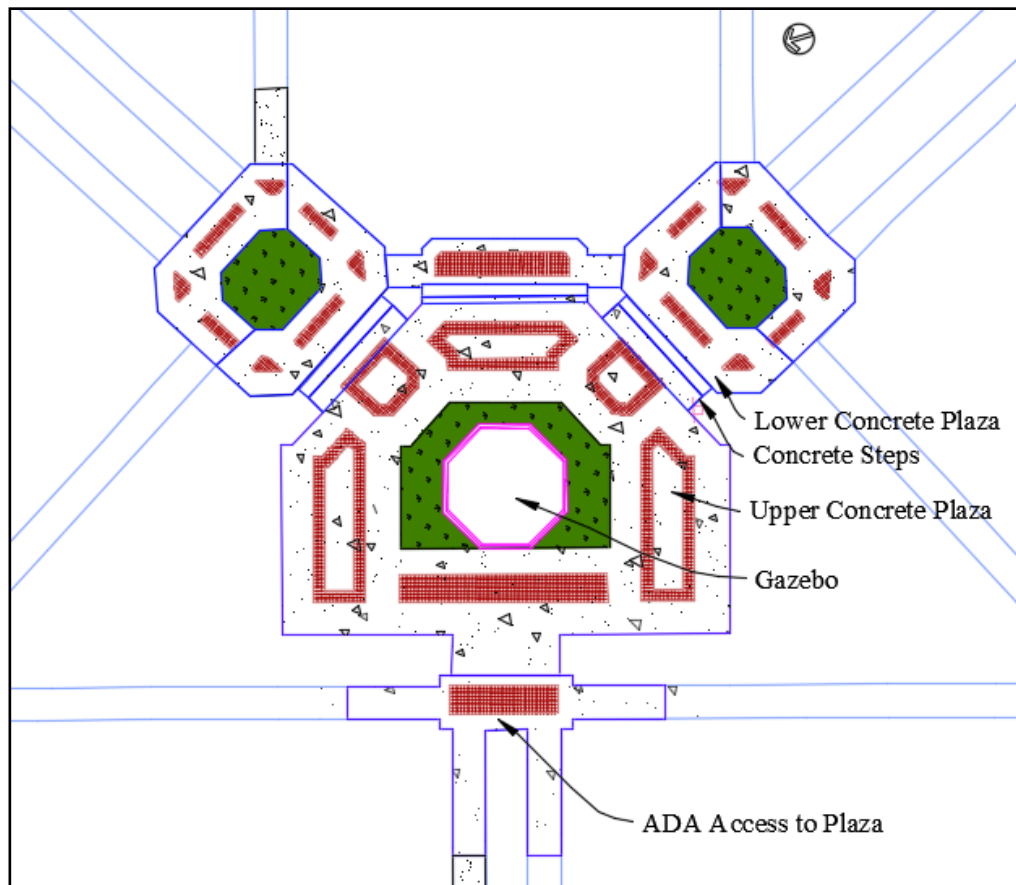 Lower Concrete Plaza
Concrete Steps
Upper Concrete Plaza
Gazebo
ADA Access to Plaza